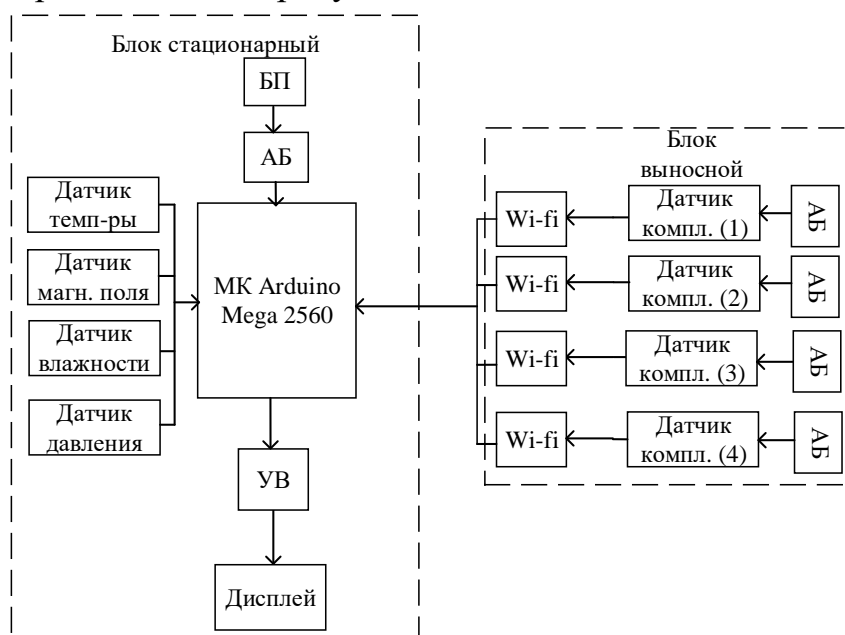 Блок стационарный
БП
АБ
Датчик
темп-ры
Датчик
магн. поля
Датчик
влажности
Датчик
давления
МК Arduino
Mega 2560
УВ
Дисплей
Блок
выносной
Wi-fi
Датчик
компл. (1)
АБ
Wi-fi
Датчик
компл. (2)
АБ
Wi-fi
Датчик
компл. (3)
АБ
Wi-fi
Датчик
компл. (4)
АБ